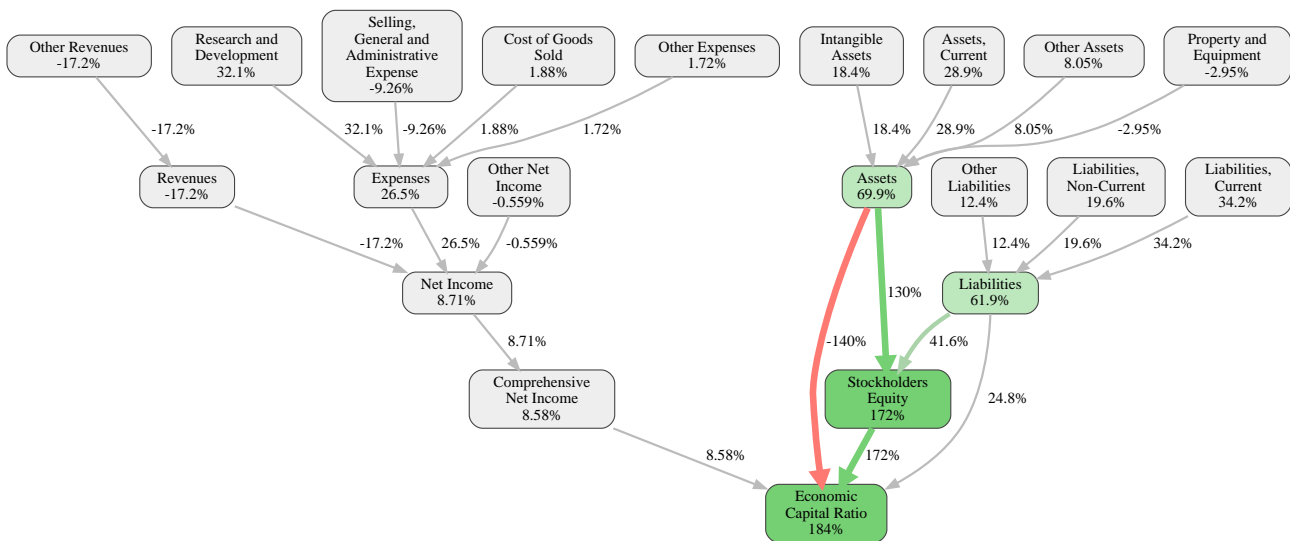 Other Revenues
-17.2%
Research and
Development
32.1%
Selling,
General and
Administrative
Expense
-9.26%
Cost of Goods
Sold
1.88%
Other Expenses
1.72%
Intangible
Assets
18.4%
Assets,
Current
28.9%
Other Assets
8.05%
Property and
Equipment
-2.95%
-17.2%
32.1%
-9.26%
1.88%
1.72%
18.4%
28.9%
8.05%
-2.95%
Revenues
-17.2%
Expenses
26.5%
Other Net
Income
-0.559%
Assets
69.9%
Other
Liabilities
12.4%
Liabilities,
Non-Current
19.6%
Liabilities,
Current
34.2%
-17.2%
26.5%
-0.559%
12.4%
19.6%
34.2%
Net Income
8.71%
Liabilities
61.9%
130%
8.71%
-140%
41.6%
Comprehensive
Net Income
8.58%
Stockholders
Equity
172%
24.8%
8.58%
172%
Economic
Capital Ratio
184%